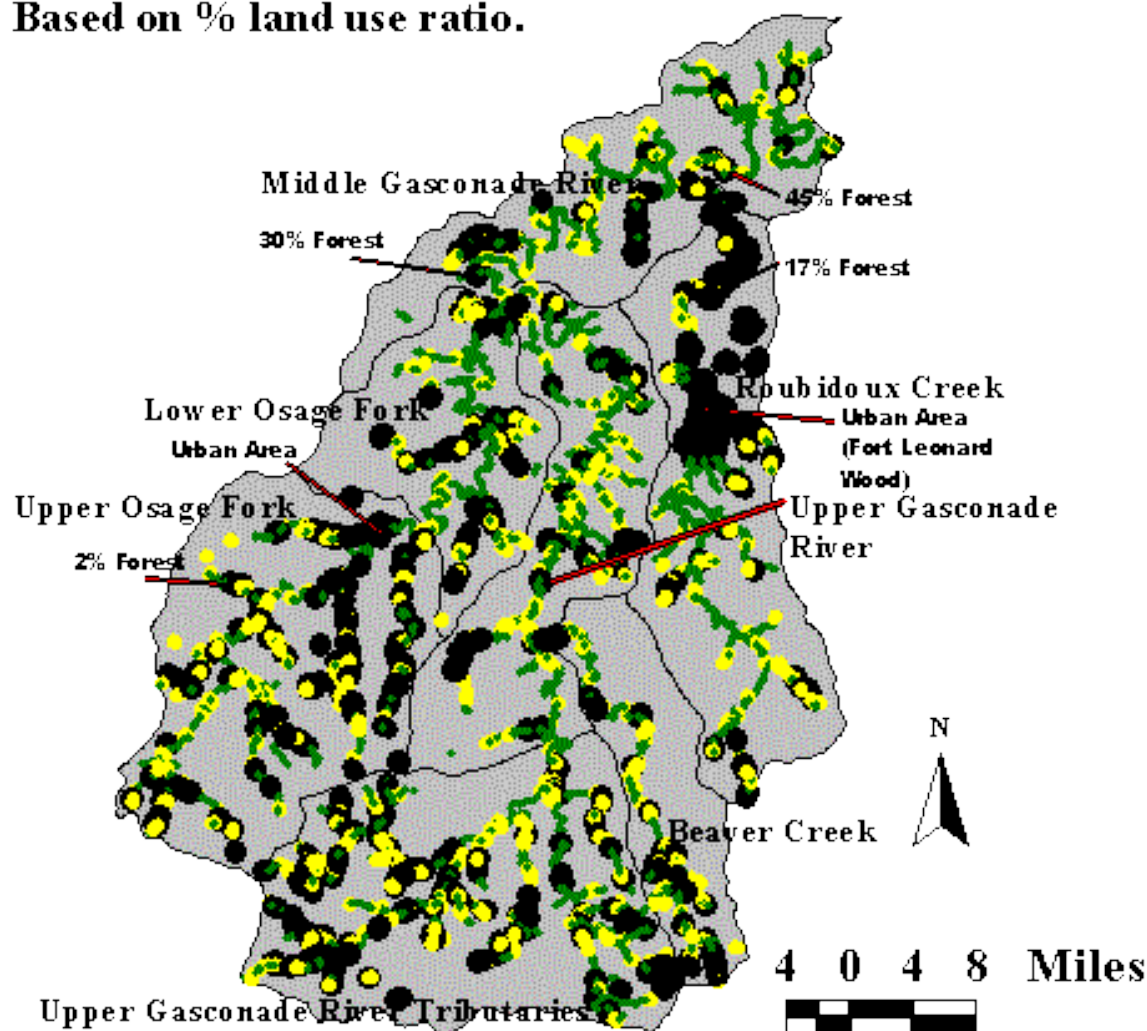 Based on % land use ratio.
Middle Gasconade River
45% Forest
30% Forest
17% Forest
Roubidoux Creek
Lower Osage Fork
Urban Area
(Fort Leonard
Wood)
Urban Area
Upper Osage Fork
Upper Gasconade
River
2% Forest
N
Beaver Creek
4 0 4 8 Miles
Upper Gasconade River Tributaries